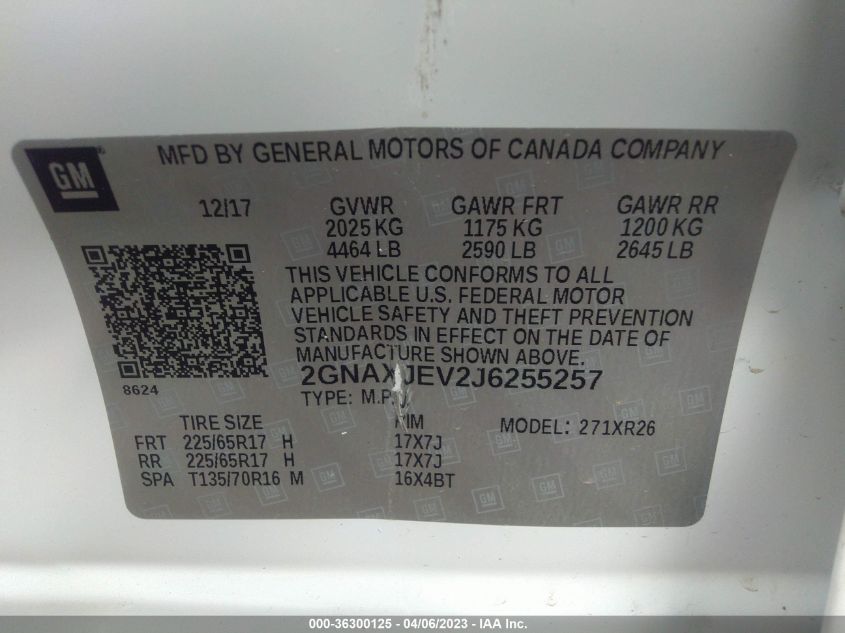 GM
MFD BY GENERAL MOTORS OF CANADA COMPANY
12/17 GVWR GAWR FRT GAWR RR
2025 KG 1175 KG 1200 KG
4464 LB 2590 LB 2645 LB
THIS VEHICLE CONFORMS TO ALL
APPLICABLE U.S. FEDERAL MOTOR
VEHICLE SAFETY AND THEFT PREVENTION
STANDARDS IN EFFECT ON THE DATE OF
MANUFACTURE SHOWN ABOVE.
8624
2GNAXJEV2J6255257
TYPE:
TIRE SIZE MODEL: 271XR26
FRT 225/65R17 H 17X7J
RR 225/65R17 H 17X7J
SPA T135/70R16 M 16X4BT
000-36300125 - 04/06/2023 - IAA Inc.